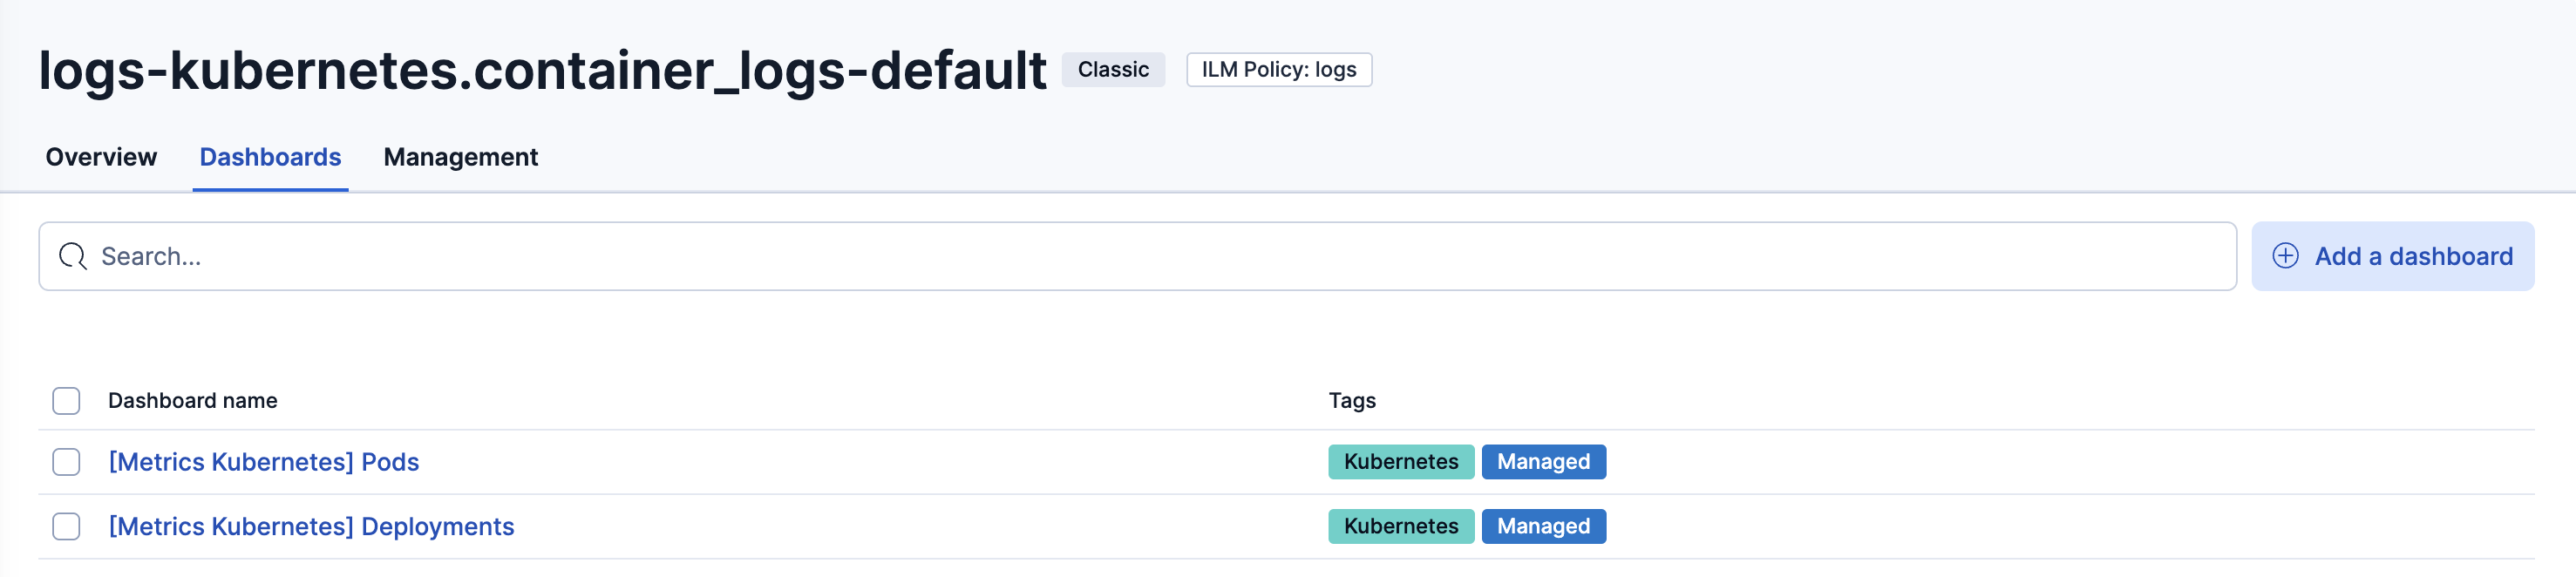 logs-kubernetes.container_logs-default Classic ILM Policy: logs
Overview Dashboards Management
Search... Add a dashboard
Dashboard name Tags
[Metrics Kubernetes] Pods Kubernetes Managed
[Metrics Kubernetes] Deployments Kubernetes Managed